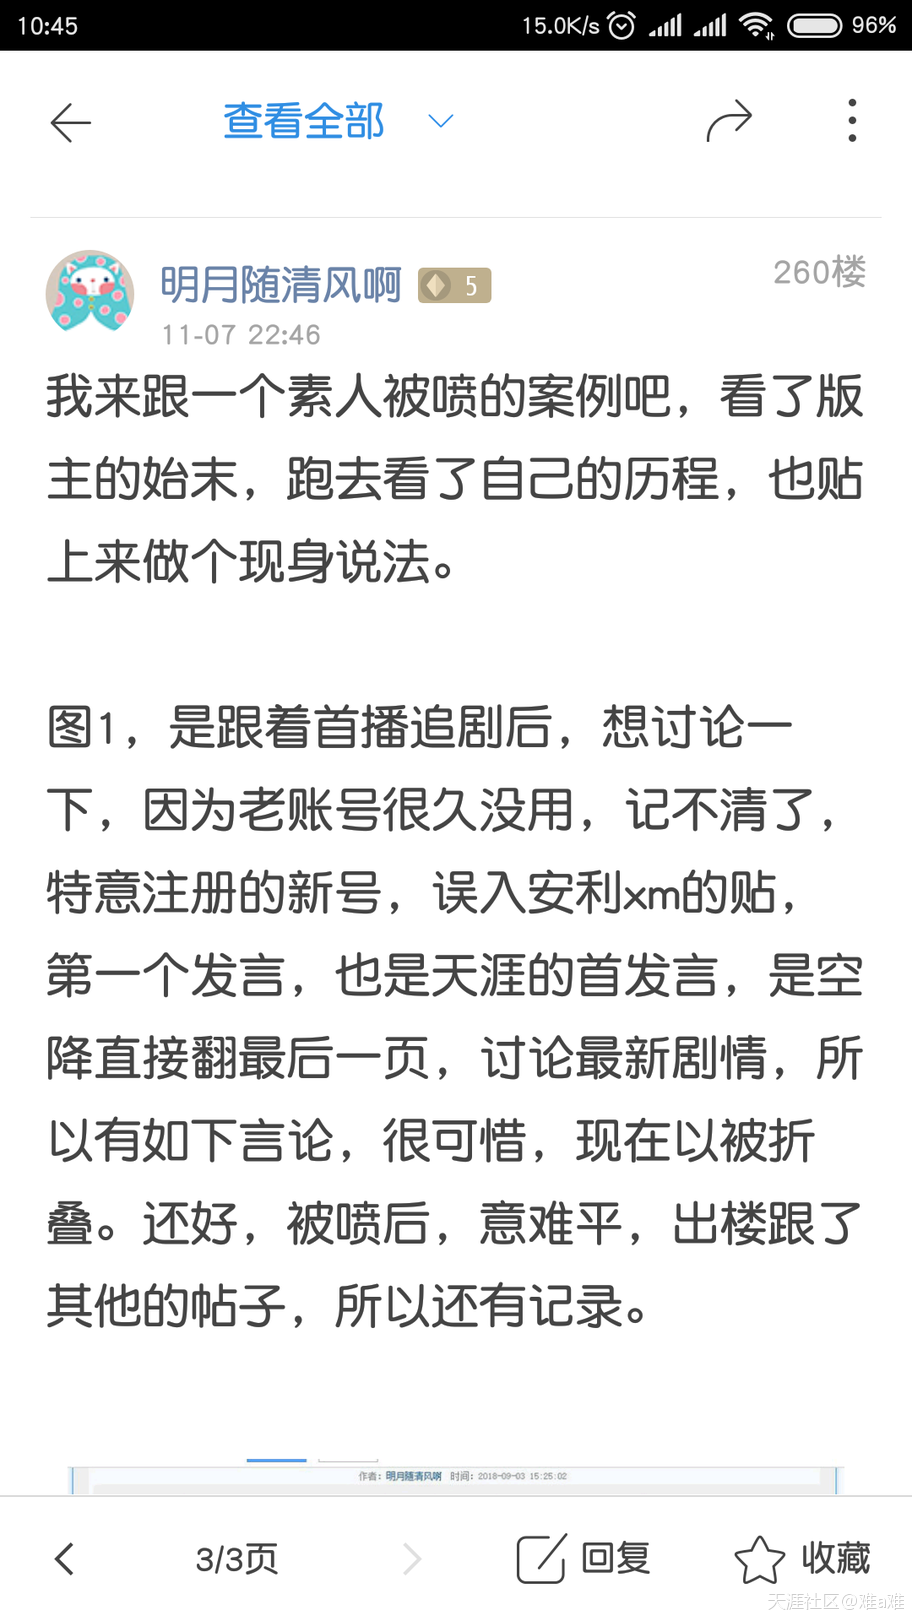 10:45
15.0K/s 96%
查看全部
明月随清风啊 5
260楼
11-07 22:46
我来跟一个素人被喷的案例吧，看了版
主的始末，跑去看了自己的历程，也贴
上来做个现身说法。
图1，是跟着首播追剧后，想讨论一
下，因为老账号很久没用，记不清了，
特意注册的新号，误入安利xm的贴，
第一个发言，也是天涯的首发言，是空
降直接翻最后一页，讨论最新剧情，所
以有如下言论，很可惜，现在以被折
叠。还好，被喷后，意难平，出楼跟了
其他的帖子，所以还有记录。
作者：明月随清风啊 时间：2018-09-03 15:25:02
3/3页
回复
收藏
天涯社区@难a难